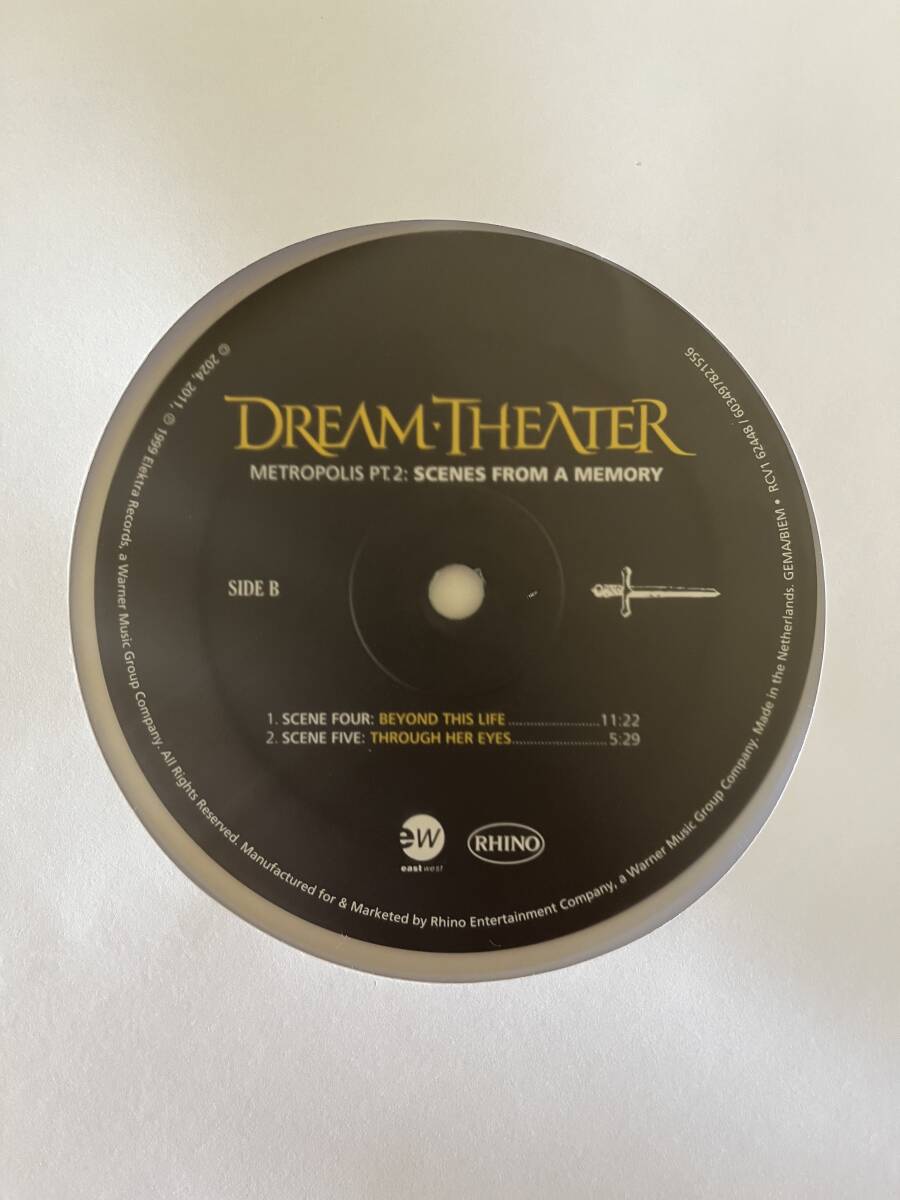 DREAM·THEATER
METROPOLIS PT.2: SCENES FROM A MEMORY
SIDE B
1. SCENE FOUR: BEYOND THIS LIFE........................11:22
2. SCENE FIVE: THROUGH HER EYES.........................5:29
ew
eastwest
RHINO
© 2024, 2011, ℗ 1999 Elektra Records, a Warner Music Group Company. All Rights Reserved. Manufactured for & Marketed by Rhino Entertainment Company, a Warner Music Group Company. Made in the Netherlands. GEMA/BIEM • RCV1 62448 / 603497821556